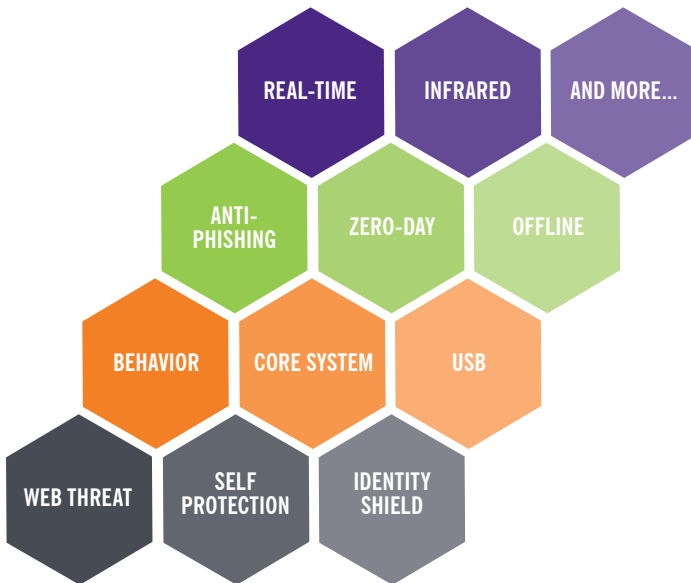 REAL-TIME
INFRARED
AND MORE...
ANTI-
PHISHING
ZERO-DAY
OFFLINE
BEHAVIOR
CORE SYSTEM
USB
WEB THREAT
SELF
PROTECTION
IDENTITY
SHIELD